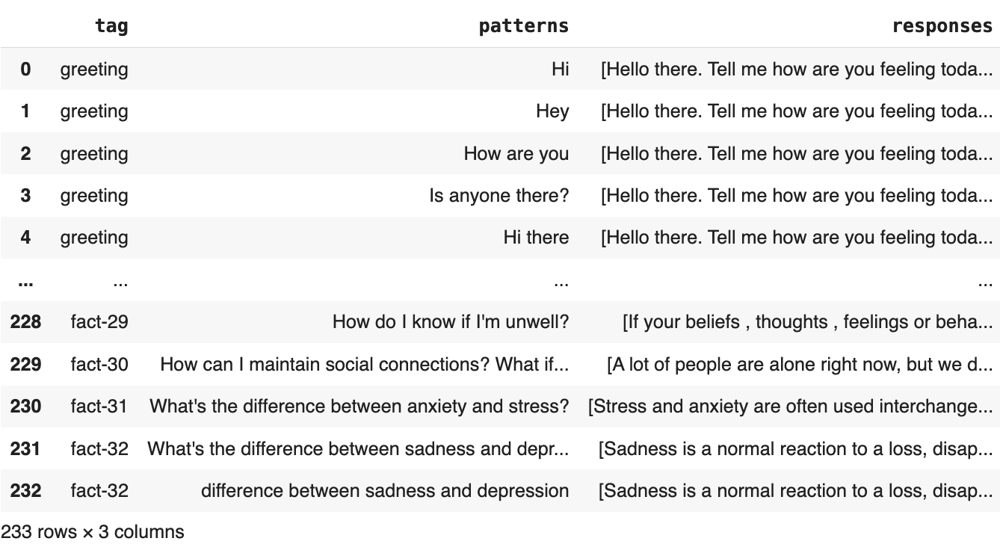 tag patterns responses
0 greeting Hi [Hello there. Tell me how are you feeling toda...
1 greeting Hey [Hello there. Tell me how are you feeling toda...
2 greeting How are you [Hello there. Tell me how are you feeling toda...
3 greeting Is anyone there? [Hello there. Tell me how are you feeling toda...
4 greeting Hi there [Hello there. Tell me how are you feeling toda...
... ... ... ...
228 fact-29 How do I know if I'm unwell? [If your beliefs , thoughts , feelings or beha...
229 fact-30 How can I maintain social connections? What if... [A lot of people are alone right now, but we d...
230 fact-31 What's the difference between anxiety and stress? [Stress and anxiety are often used interchange...
231 fact-32 What's the difference between sadness and depr... [Sadness is a normal reaction to a loss, disap...
232 fact-32 difference between sadness and depression [Sadness is a normal reaction to a loss, disap...
233 rows × 3 columns